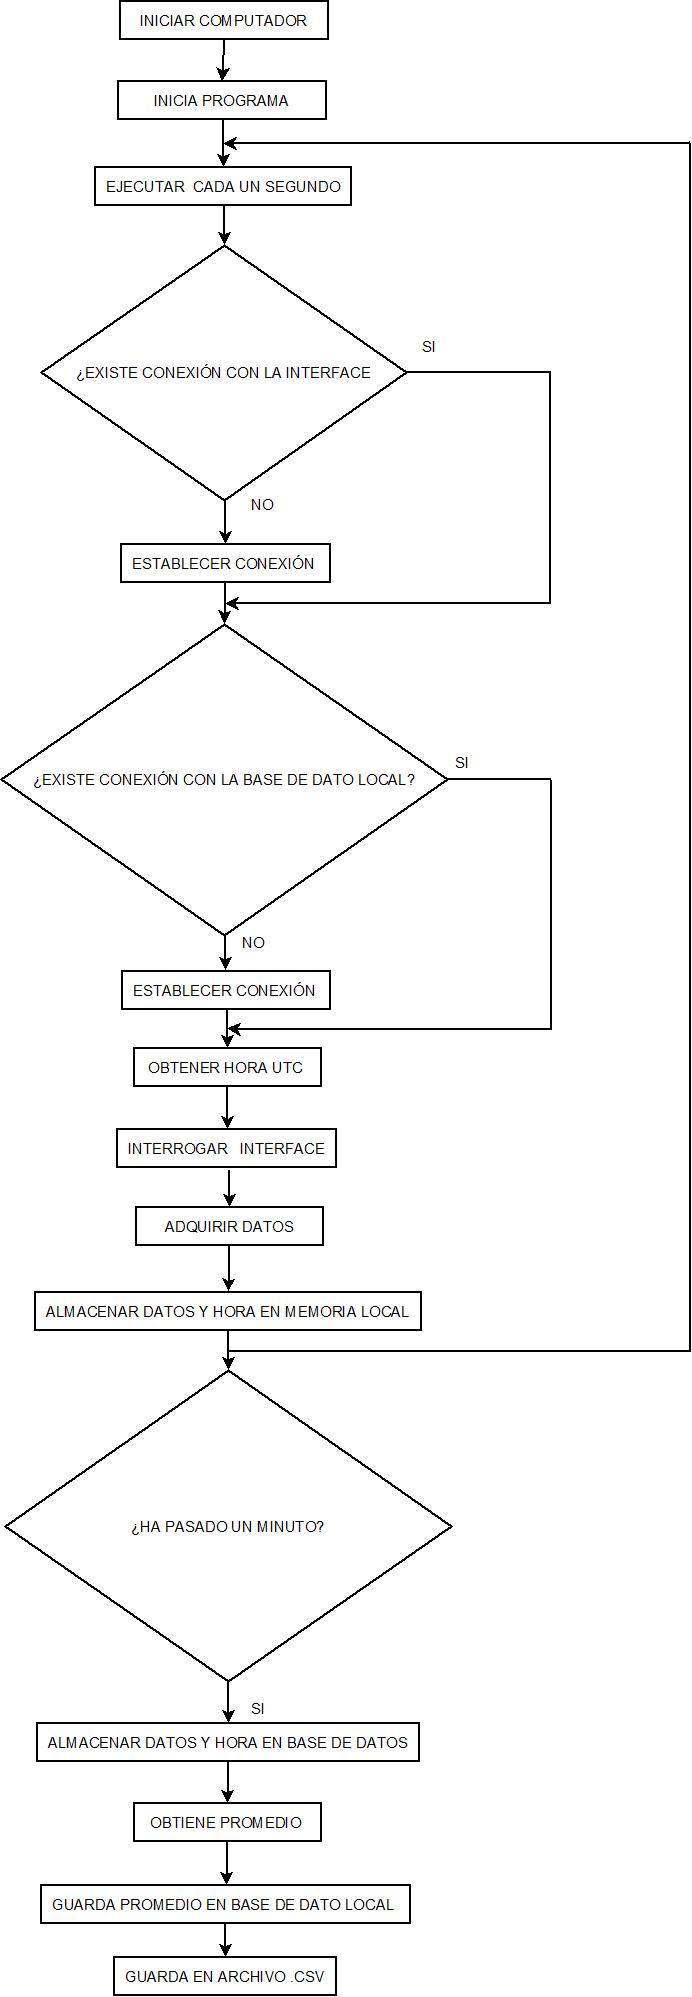 INICIAR COMPUTADOR
INICIA PROGRAMA
EJECUTAR CADA UN SEGUNDO
SI
¿EXISTE CONEXIÓN CON LA INTERFACE
NO
ESTABLECER CONEXIÓN
SI
¿EXISTE CONEXIÓN CON LA BASE DE DATO LOCAL?
NO
ESTABLECER CONEXIÓN
OBTENER HORA UTC
INTERROGAR INTERFACE
ADQUIRIR DATOS
ALMACENAR DATOS Y HORA EN MEMORIA LOCAL
¿HA PASADO UN MINUTO?
SI
ALMACENAR DATOS Y HORA EN BASE DE DATOS
OBTIENE PROMEDIO
GUARDA PROMEDIO EN BASE DE DATO LOCAL
GUARDA EN ARCHIVO .CSV